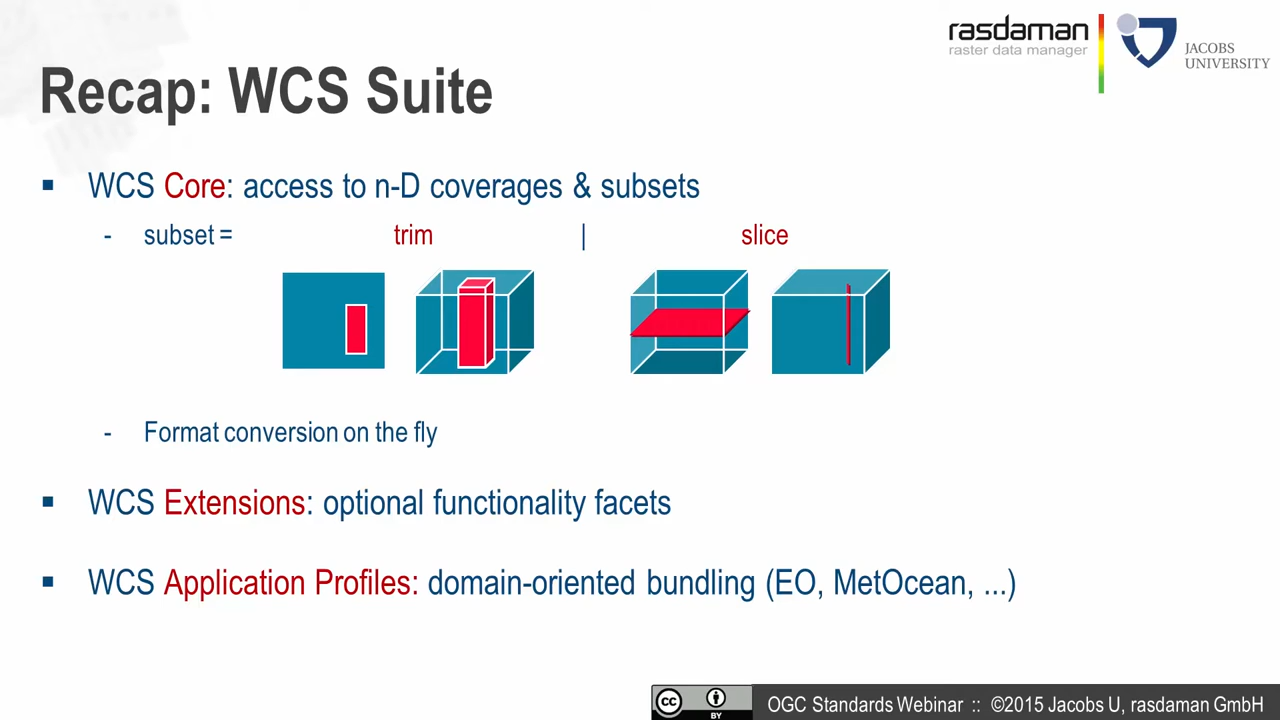 rasdaman
raster data manager
JACOBS
UNIVERSITY
Recap: WCS Suite
▪ WCS Core: access to n-D coverages & subsets
- subset = trim | slice
- Format conversion on the fly
▪ WCS Extensions: optional functionality facets
▪ WCS Application Profiles: domain-oriented bundling (EO, MetOcean, ...)
cc
BY
OGC Standards Webinar :: ©2015 Jacobs U, rasdaman GmbH